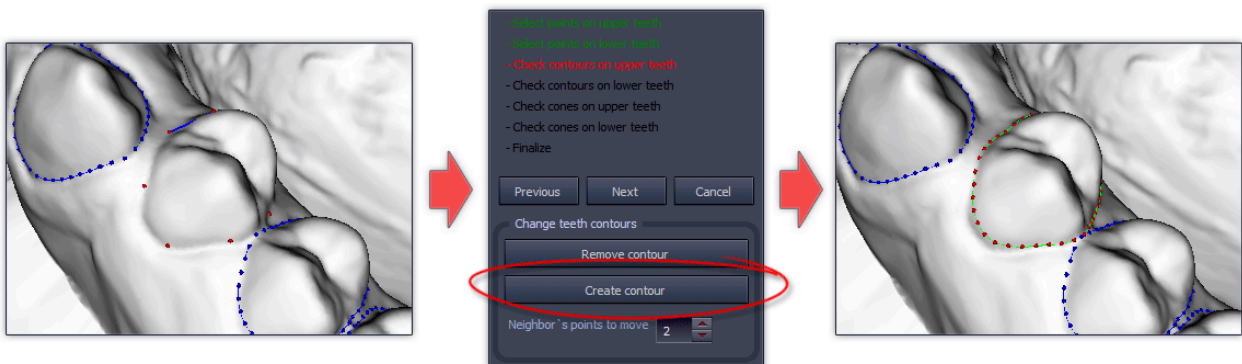 - Select points on upper teeth
- Select points on lower teeth
- Check contours on upper teeth
- Check contours on lower teeth
- Check cones on upper teeth
- Check cones on lower teeth
- Finalize
Previous Next Cancel
Change teeth contours
Remove contour
Create contour
Neighbor`s points to move 2